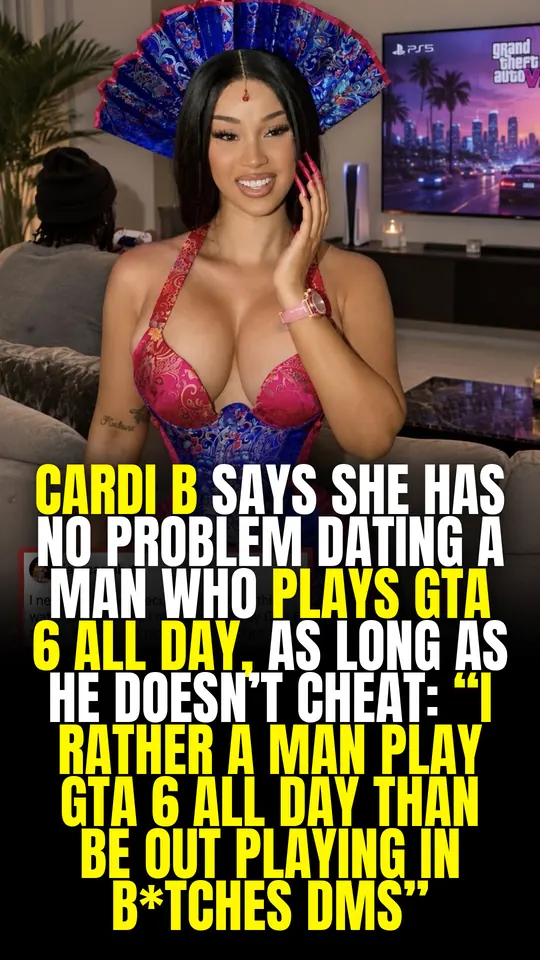 PS5
grand
theft
auto V
CARDI B SAYS SHE HAS
NO PROBLEM DATING A
MAN WHO PLAYS GTA
6 ALL DAY, AS LONG AS
HE DOESN'T CHEAT: “I
RATHER A MAN PLAY
GTA 6 ALL DAY THAN
BE OUT PLAYING IN
B*TCHES DMS”